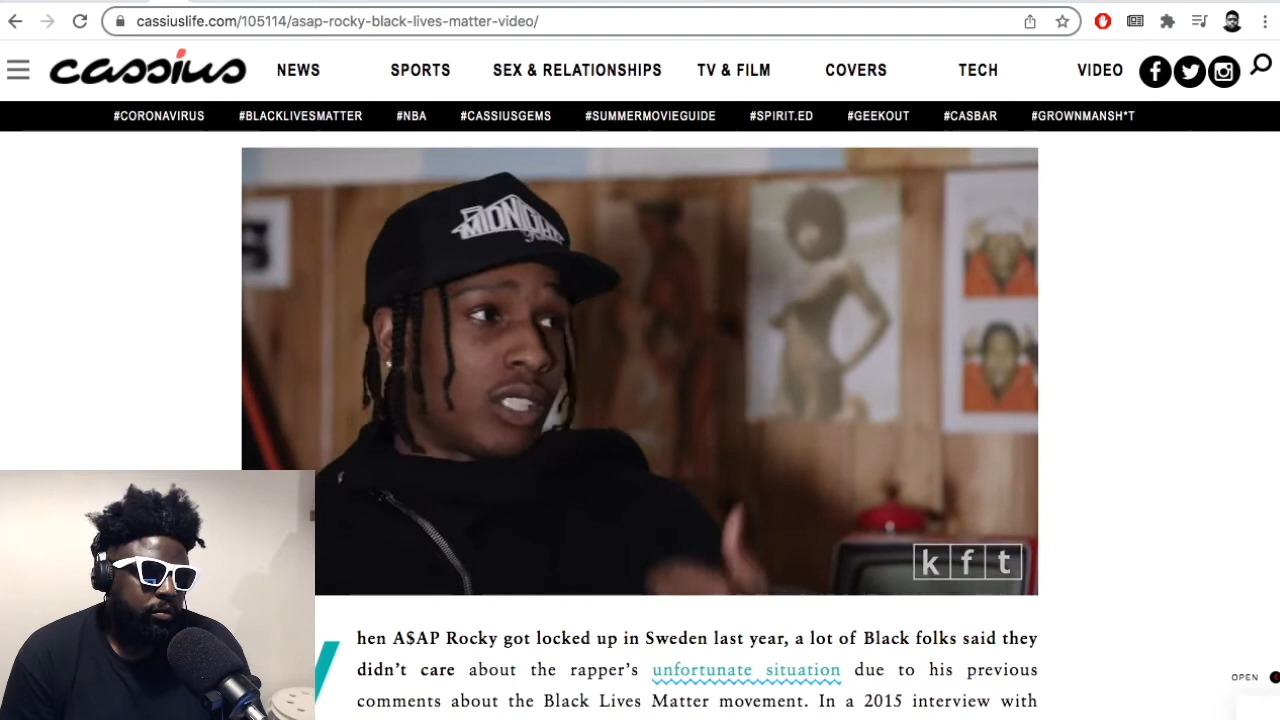 cassiuslife.com/105114/asap-rocky-black-lives-matter-video/
cassius
NEWS SPORTS SEX & RELATIONSHIPS TV & FILM COVERS TECH VIDEO
#CORONAVIRUS #BLACKLIVESMATTER #NBA #CASSIUSGEMS #SUMMERMOVIEGUIDE #SPIRIT.ED #GEEKOUT #CASBAR #GROWNMANSH*T
MIDNIGHT
kft
hen A$AP Rocky got locked up in Sweden last year, a lot of Black folks said they
didn't care about the rapper's unfortunate situation due to his previous
comments about the Black Lives Matter movement. In a 2015 interview with
OPEN